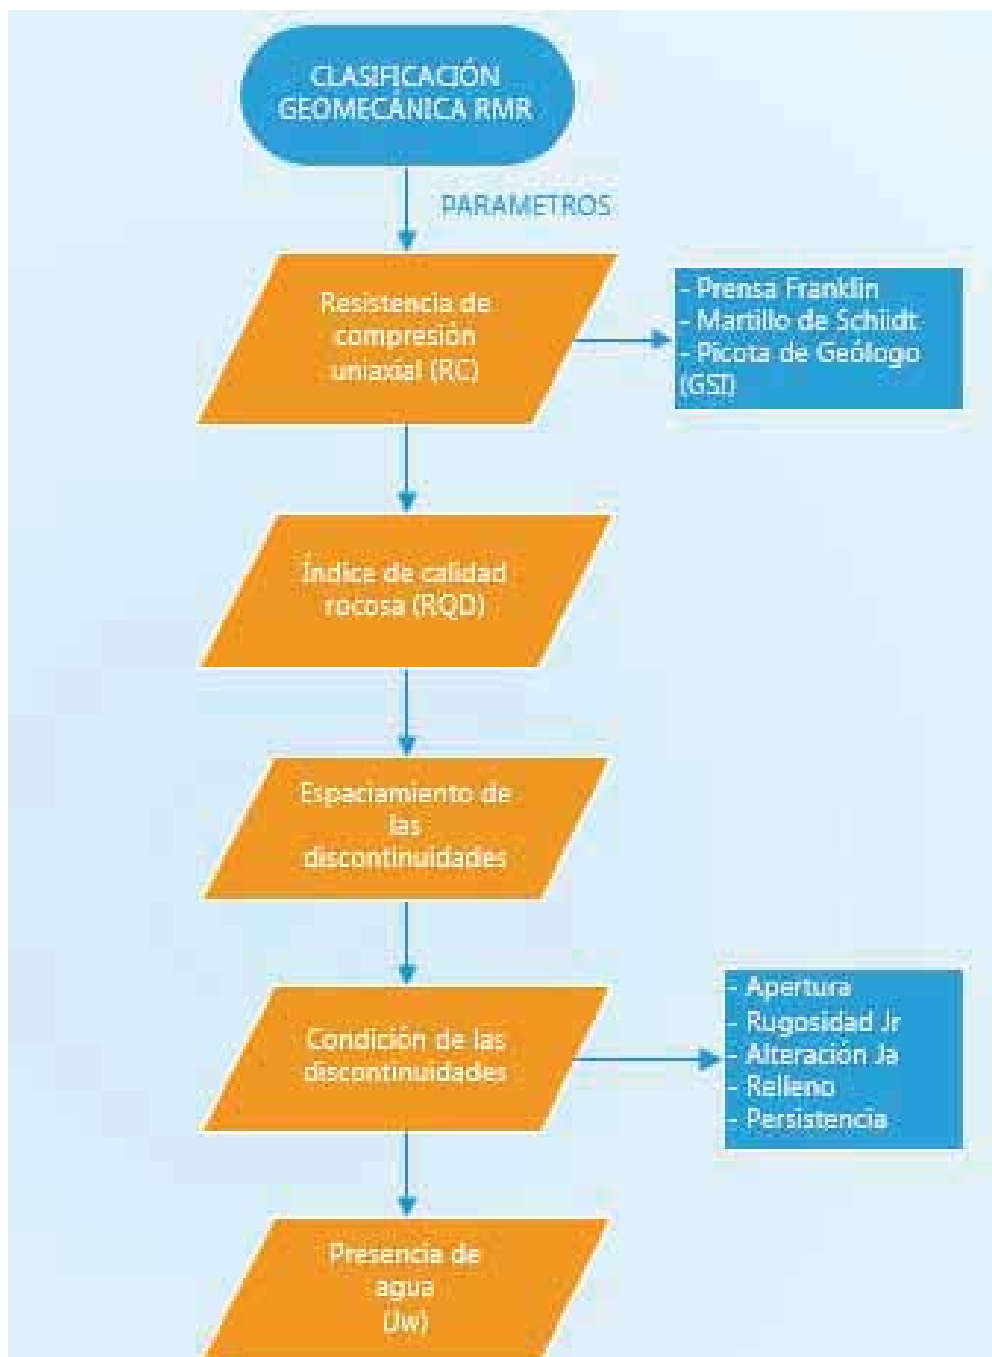 CLASIFICACIÓN
GEOMECÁNICA RMR
PARAMETROS
Resistencia de
compresión
uniaxial (RC)
- Prensa Franklin
- Martillo de Schiidt
- Picota de Geólogo
(GSI)
Índice de calidad
rocosa (RQD)
Espaciamiento de
las
discontinuidades
Condición de las
discontinuidades
- Apertura
- Rugosidad Jr
- Alteración Ja
- Relleno
- Persistencia
Presencia de
agua
(Jw)